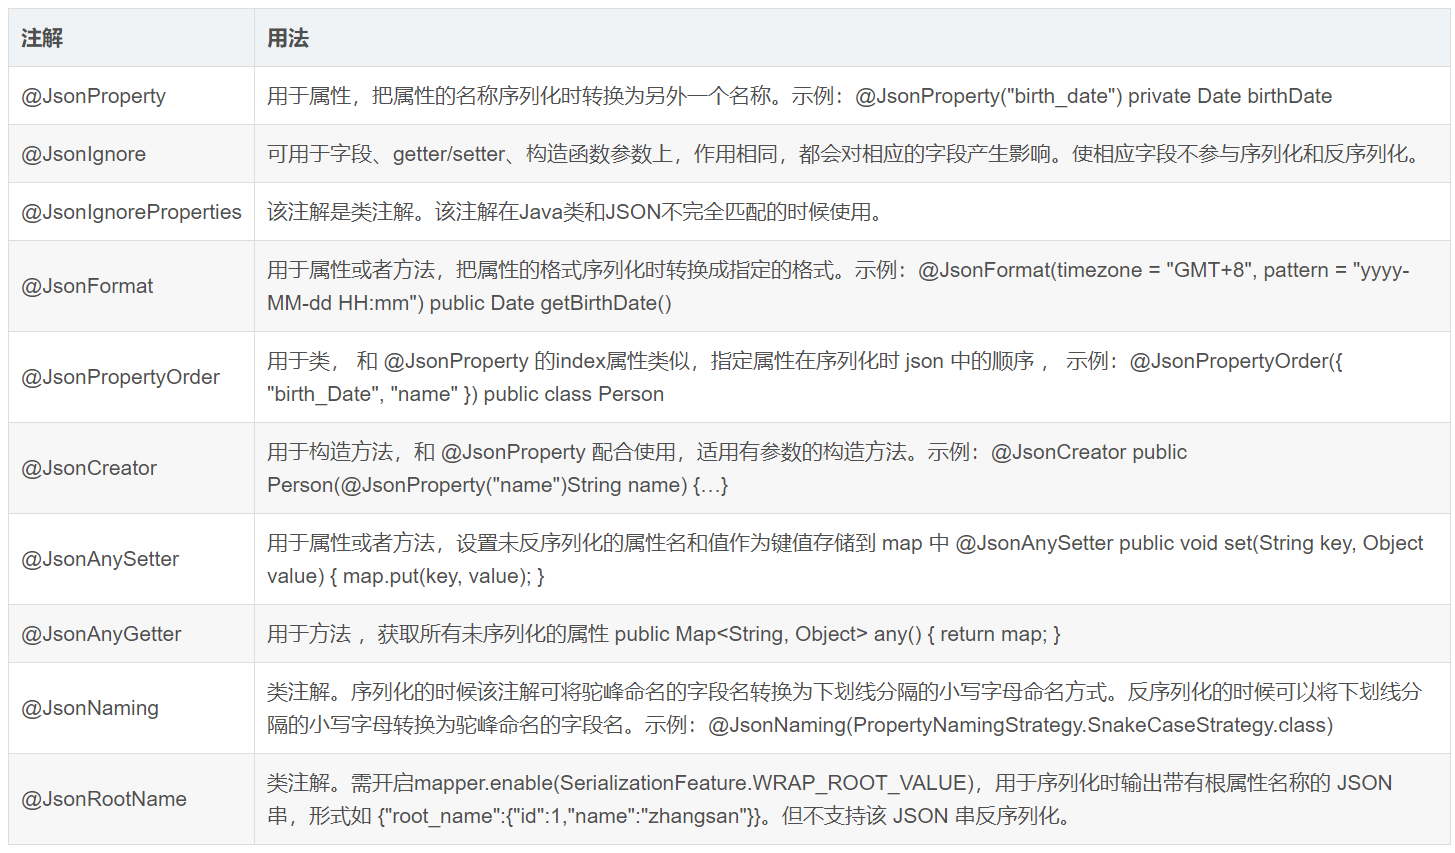 注解 用法
@JsonProperty 用于属性，把属性的名称序列化时转换为另外一个名称。示例：@JsonProperty("birth_date") private Date birthDate
@JsonIgnore 可用于字段、getter/setter、构造函数参数上，作用相同，都会对相应的字段产生影响。使相应字段不参与序列化和反序列化。
@JsonIgnoreProperties 该注解是类注解。该注解在Java类和JSON不完全匹配的时候使用。
@JsonFormat 用于属性或者方法，把属性的格式序列化时转换成指定的格式。示例：@JsonFormat(timezone = "GMT+8", pattern = "yyyy-
MM-dd HH:mm") public Date getBirthDate()
@JsonPropertyOrder 用于类， 和 @JsonProperty 的index属性类似，指定属性在序列化时 json 中的顺序 ， 示例：@JsonPropertyOrder({
"birth_Date", "name" }) public class Person
@JsonCreator 用于构造方法，和 @JsonProperty 配合使用，适用有参数的构造方法。示例：@JsonCreator public
Person(@JsonProperty("name")String name) {…}
@JsonAnySetter 用于属性或者方法，设置未反序列化的属性名和值作为键值存储到 map 中 @JsonAnySetter public void set(String key, Object
value) { map.put(key, value); }
@JsonAnyGetter 用于方法 ，获取所有未序列化的属性 public Map<String, Object> any() { return map; }
@JsonNaming 类注解。序列化的时候该注解可将驼峰命名的字段名转换为下划线分隔的小写字母命名方式。反序列化的时候可以将下划线分
隔的小写字母转换为驼峰命名的字段名。示例：@JsonNaming(PropertyNamingStrategy.SnakeCaseStrategy.class)
@JsonRootName 类注解。需开启mapper.enable(SerializationFeature.WRAP_ROOT_VALUE)，用于序列化时输出带有根属性名称的 JSON
串，形式如 {"root_name":{"id":1,"name":"zhangsan"}}。但不支持该 JSON 串反序列化。